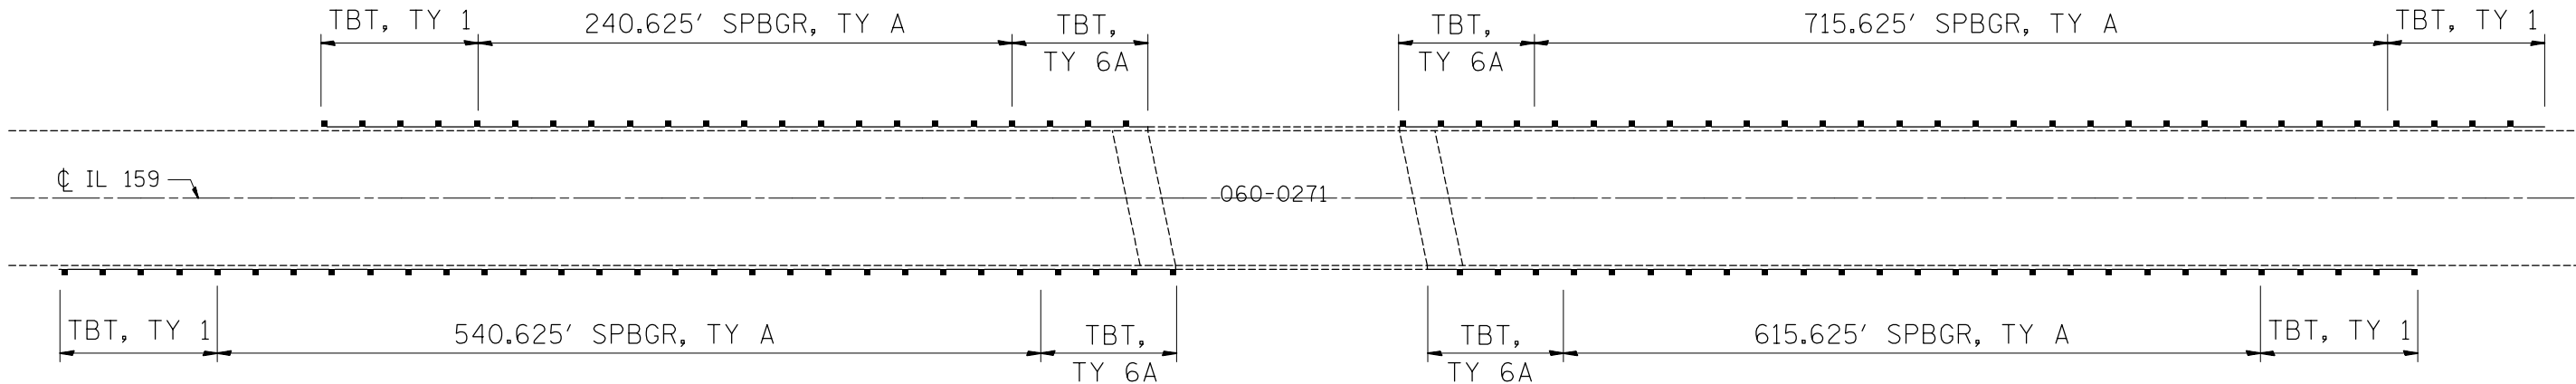 TBT, TY 1
240.625' SPBGR, TY A
TBT,
TY 6A
TBT,
TY 6A
715.625' SPBGR, TY A
TBT, TY 1
℄ IL 159
060-0271
TBT, TY 1
540.625' SPBGR, TY A
TBT,
TY 6A
TBT,
TY 6A
615.625' SPBGR, TY A
TBT, TY 1